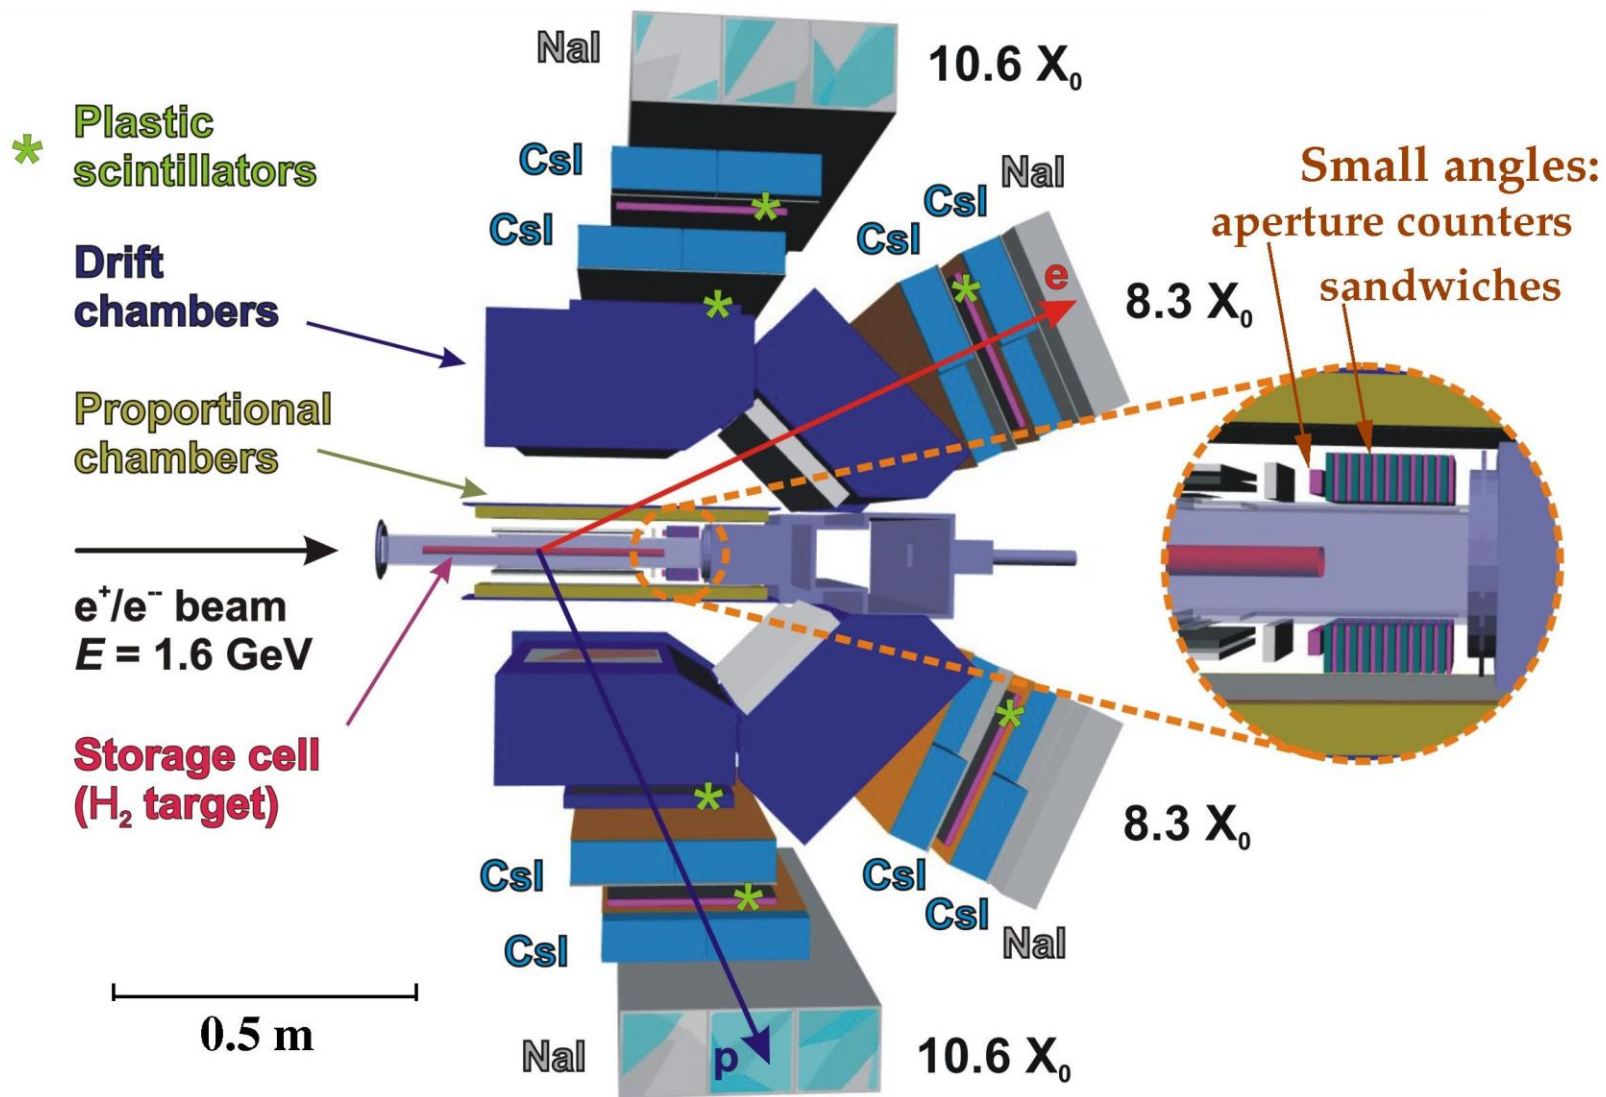 NaI
10.6 X₀
*
Plastic
scintillators
CsI
CsI
Drift
chambers
Proportional
chambers
e⁺/e⁻⁻ beam
E = 1.6 GeV
Storage cell
(H₂ target)
NaI
CsI
CsI
e
8.3 X₀
Small angles:
aperture counters
sandwiches
8.3 X₀
CsI
CsI
NaI
CsI
CsI
0.5 m
NaI
p
10.6 X₀